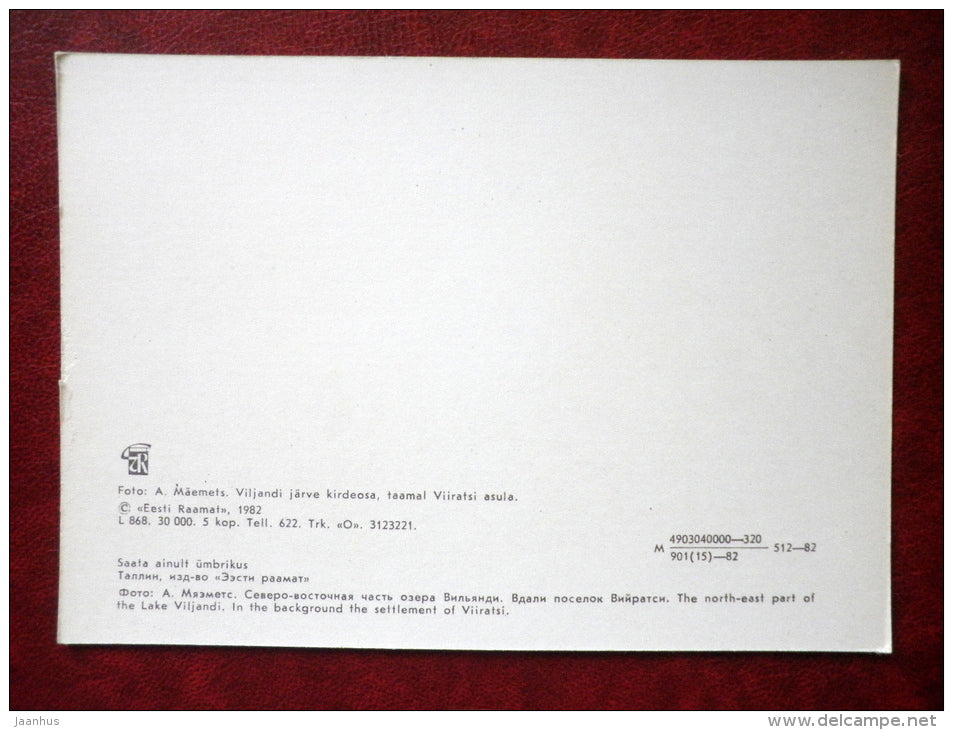 Foto: A. Mäemets. Viljandi järve kirdeosa, taamal Viiratsi asula.
© «Eesti Raamat», 1982
L 868. 30 000. 5 kop. Tell. 622. Trk. «O». 3123221.
М 4903040000—320
901(15)—82 512—82
Saata ainult ümbrikus
Таллин, изд-во «Ээсти раамат»
Фото: А. Мяэметс. Северо-восточная часть озера Вильянди. Вдали поселок Вийратси. The north-east part of
the Lake Viljandi. In the background the settlement of Viiratsi.
jaanhus
www.delcampe.net